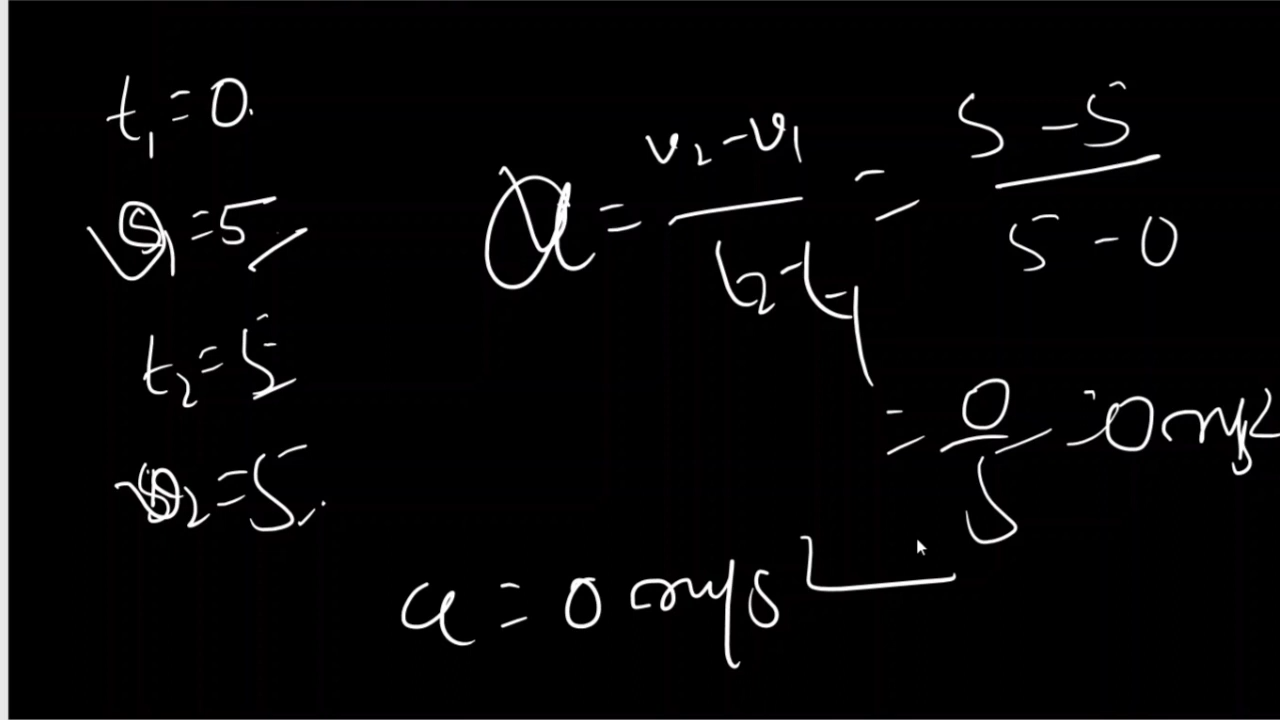 t₁ = 0.
v₁ = 5
t₂ = 5
v₂ = 5.
a = (v₂ - v₁)/(t₂ - t₁) = (5 - 5)/(5 - 0)
= 0/5 = 0 m/s²
a = 0 m/s²